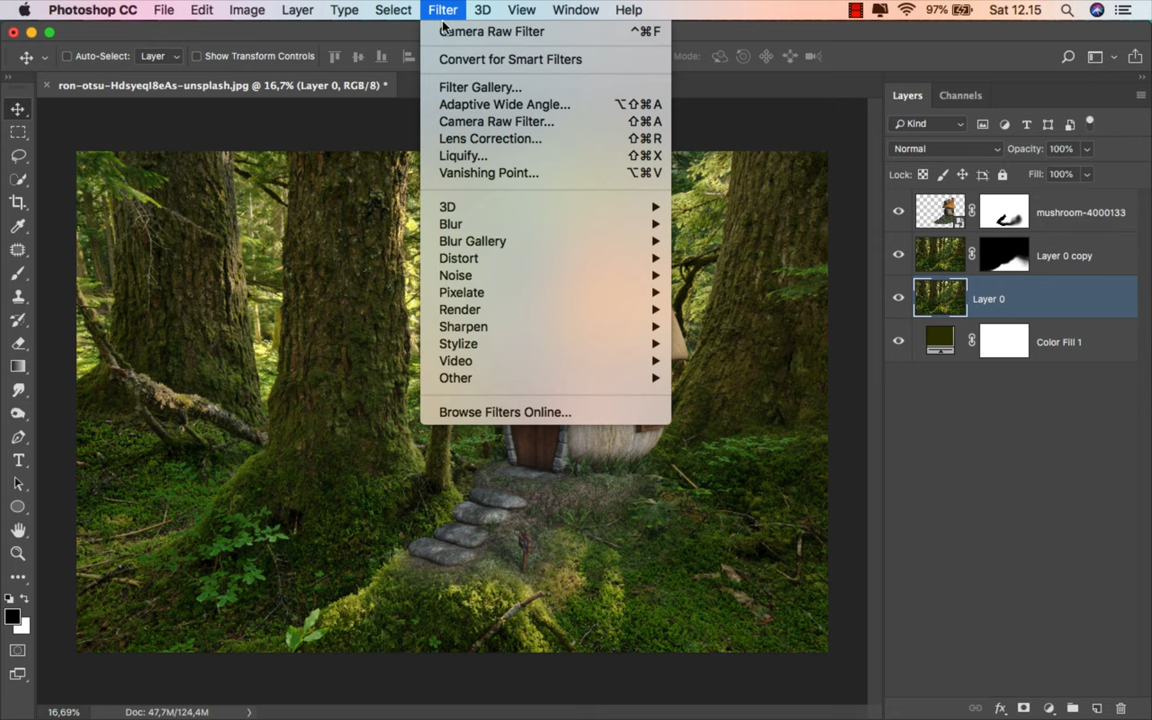 Photoshop CC File Edit Image Layer Type Select Filter 3D View Window Help 97% Sat 12.15
Camera Raw Filter ^⌘F
Auto-Select: Layer Show Transform Controls Mode:
Convert for Smart Filters
ron-otsu-HdsyeqI8eAs-unsplash.jpg @ 16,7% (Layer 0, RGB/8) *
Filter Gallery...
Adaptive Wide Angle... ⌥⇧⌘A
Camera Raw Filter... ⇧⌘A
Lens Correction... ⇧⌘R
Liquify... ⇧⌘X
Vanishing Point... ⌥⌘V
3D
Blur
Blur Gallery
Distort
Noise
Pixelate
Render
Sharpen
Stylize
Video
Other
Browse Filters Online...
Layers Channels
Kind
Normal Opacity: 100%
Lock: Fill: 100%
mushroom-4000133
Layer 0 copy
Layer 0
Color Fill 1
16,69% Doc: 47,7M/124,4M